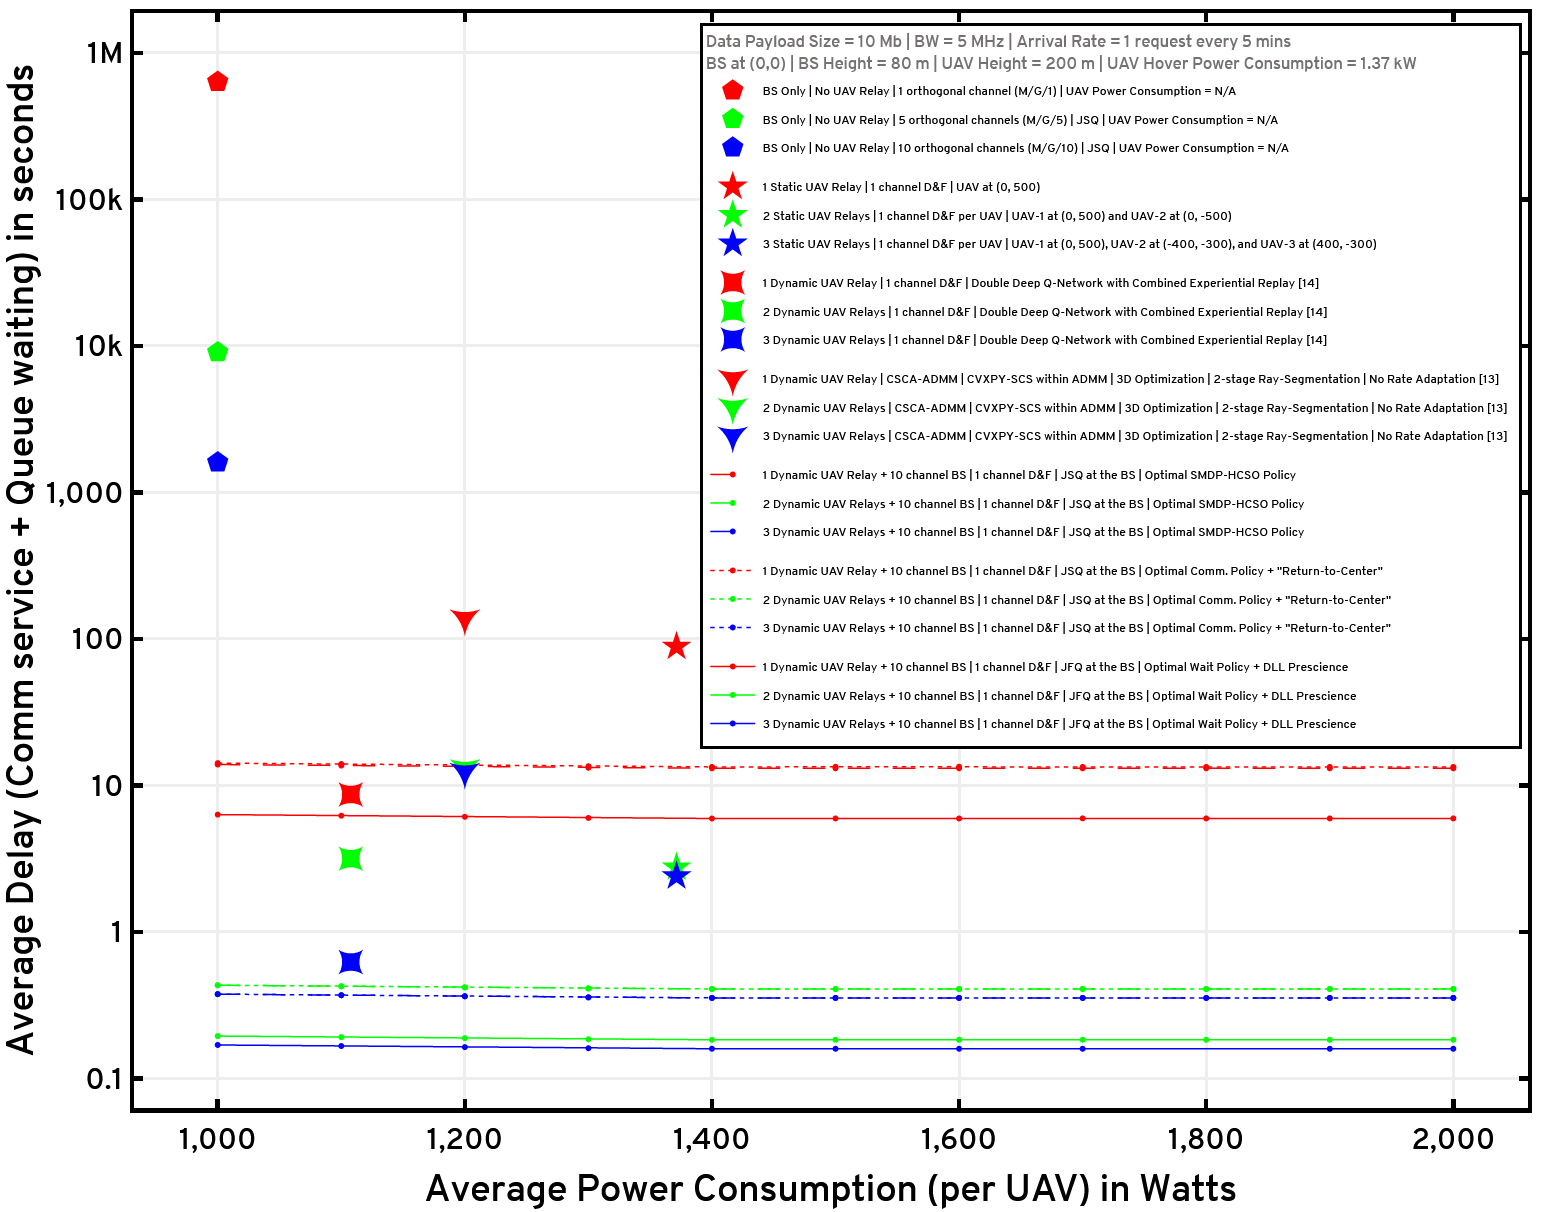 Average Delay (Comm service + Queue waiting) in seconds
1M
100k
10k
1,000
100
10
1
0.1
Data Payload Size = 10 Mb | BW = 5 MHz | Arrival Rate = 1 request every 5 mins
BS at (0,0) | BS Height = 80 m | UAV Height = 200 m | UAV Hover Power Consumption = 1.37 kW
BS Only | No UAV Relay | 1 orthogonal channel (M/G/1) | UAV Power Consumption = N/A
BS Only | No UAV Relay | 5 orthogonal channels (M/G/5) | JSQ | UAV Power Consumption = N/A
BS Only | No UAV Relay | 10 orthogonal channels (M/G/10) | JSQ | UAV Power Consumption = N/A
1 Static UAV Relay | 1 channel D&F | UAV at (0, 500)
2 Static UAV Relays | 1 channel D&F per UAV | UAV-1 at (0, 500) and UAV-2 at (0, -500)
3 Static UAV Relays | 1 channel D&F per UAV | UAV-1 at (0, 500), UAV-2 at (-400, -300), and UAV-3 at (400, -300)
1 Dynamic UAV Relay | 1 channel D&F | Double Deep Q-Network with Combined Experiential Replay [14]
2 Dynamic UAV Relays | 1 channel D&F | Double Deep Q-Network with Combined Experiential Replay [14]
3 Dynamic UAV Relays | 1 channel D&F | Double Deep Q-Network with Combined Experiential Replay [14]
1 Dynamic UAV Relay | CSCA-ADMM | CVXPY-SCS within ADMM | 3D Optimization | 2-stage Ray-Segmentation | No Rate Adaptation [13]
2 Dynamic UAV Relays | CSCA-ADMM | CVXPY-SCS within ADMM | 3D Optimization | 2-stage Ray-Segmentation | No Rate Adaptation [13]
3 Dynamic UAV Relays | CSCA-ADMM | CVXPY-SCS within ADMM | 3D Optimization | 2-stage Ray-Segmentation | No Rate Adaptation [13]
1 Dynamic UAV Relay + 10 channel BS | 1 channel D&F | JSQ at the BS | Optimal SMDP-HCSO Policy
2 Dynamic UAV Relays + 10 channel BS | 1 channel D&F | JSQ at the BS | Optimal SMDP-HCSO Policy
3 Dynamic UAV Relays + 10 channel BS | 1 channel D&F | JSQ at the BS | Optimal SMDP-HCSO Policy
1 Dynamic UAV Relay + 10 channel BS | 1 channel D&F | JSQ at the BS | Optimal Comm. Policy + "Return-to-Center"
2 Dynamic UAV Relays + 10 channel BS | 1 channel D&F | JSQ at the BS | Optimal Comm. Policy + "Return-to-Center"
3 Dynamic UAV Relays + 10 channel BS | 1 channel D&F | JSQ at the BS | Optimal Comm. Policy + "Return-to-Center"
1 Dynamic UAV Relay + 10 channel BS | 1 channel D&F | JFQ at the BS | Optimal Wait Policy + DLL Prescience
2 Dynamic UAV Relays + 10 channel BS | 1 channel D&F | JFQ at the BS | Optimal Wait Policy + DLL Prescience
3 Dynamic UAV Relays + 10 channel BS | 1 channel D&F | JFQ at the BS | Optimal Wait Policy + DLL Prescience
1,000 1,200 1,400 1,600 1,800 2,000
Average Power Consumption (per UAV) in Watts